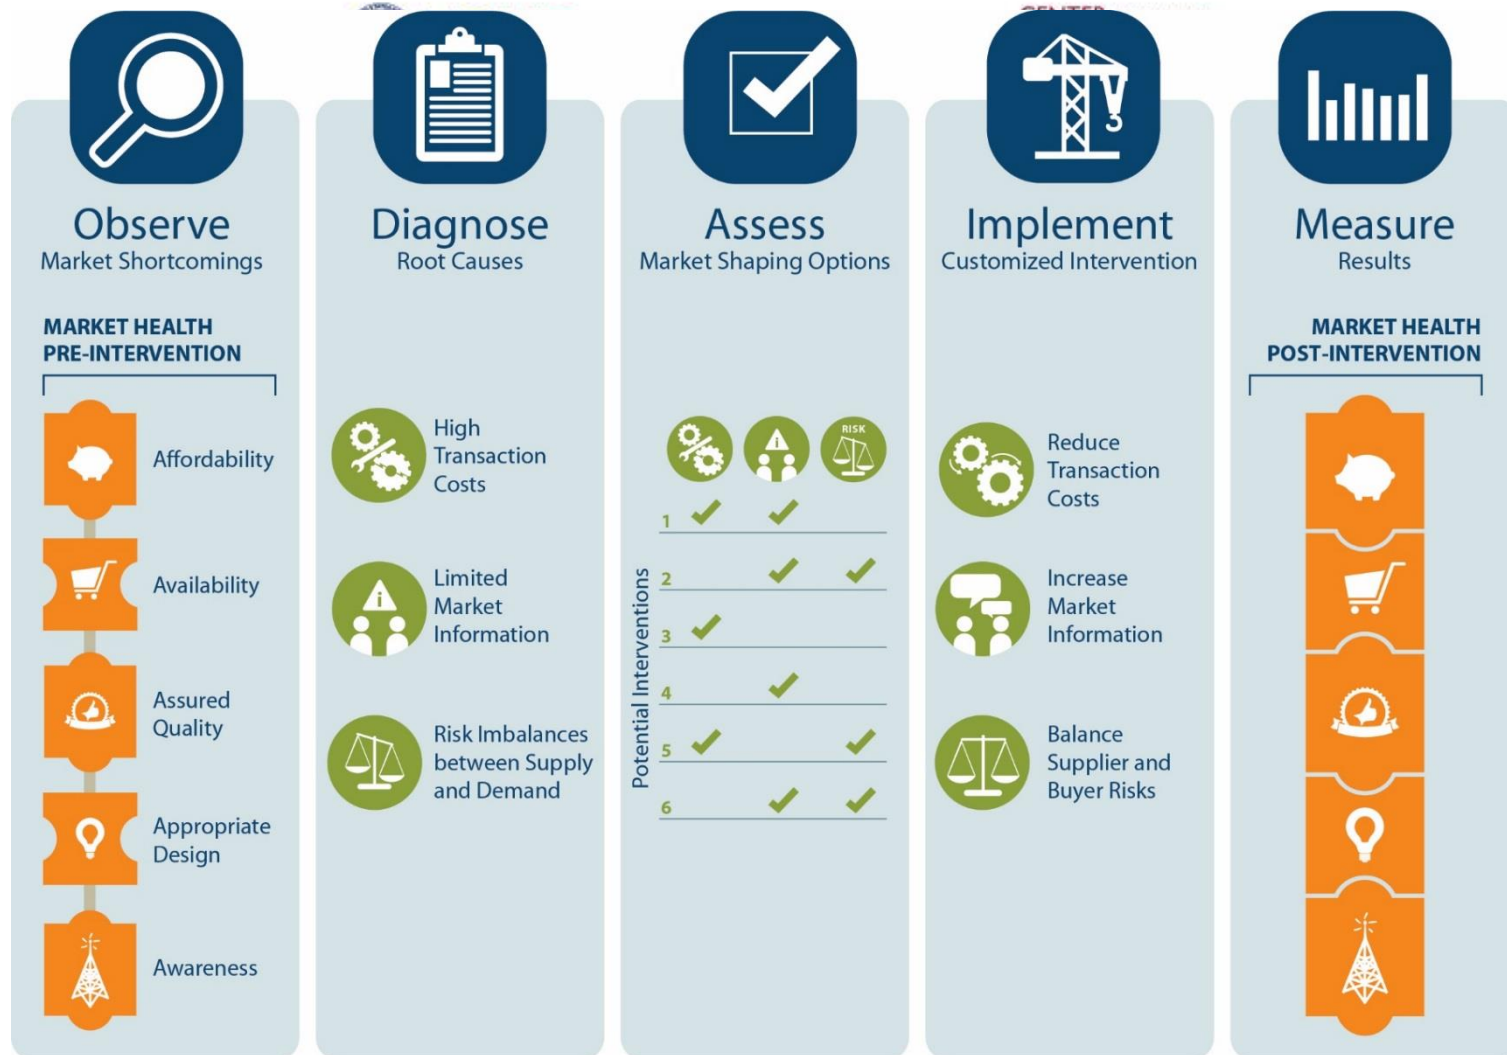 CENTER
Observe
Market Shortcomings
MARKET HEALTH
PRE-INTERVENTION
Affordability
Availability
Assured
Quality
Appropriate
Design
Awareness
Diagnose
Root Causes
High
Transaction
Costs
i
Limited
Market
Information
Risk Imbalances
between Supply
and Demand
Assess
Market Shaping Options
i
RISK
Potential Interventions
1
2
3
4
5
6
Implement
Customized Intervention
Reduce
Transaction
Costs
Increase
Market
Information
Balance
Supplier and
Buyer Risks
Measure
Results
MARKET HEALTH
POST-INTERVENTION